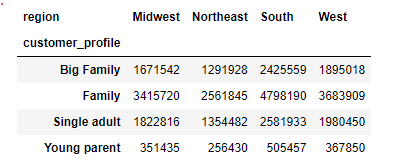 region Midwest Northeast South West
customer_profile
Big Family 1671542 1291928 2425559 1895018
Family 3415720 2561845 4798190 3683909
Single adult 1822816 1354482 2581933 1980450
Young parent 351435 256430 505457 367850